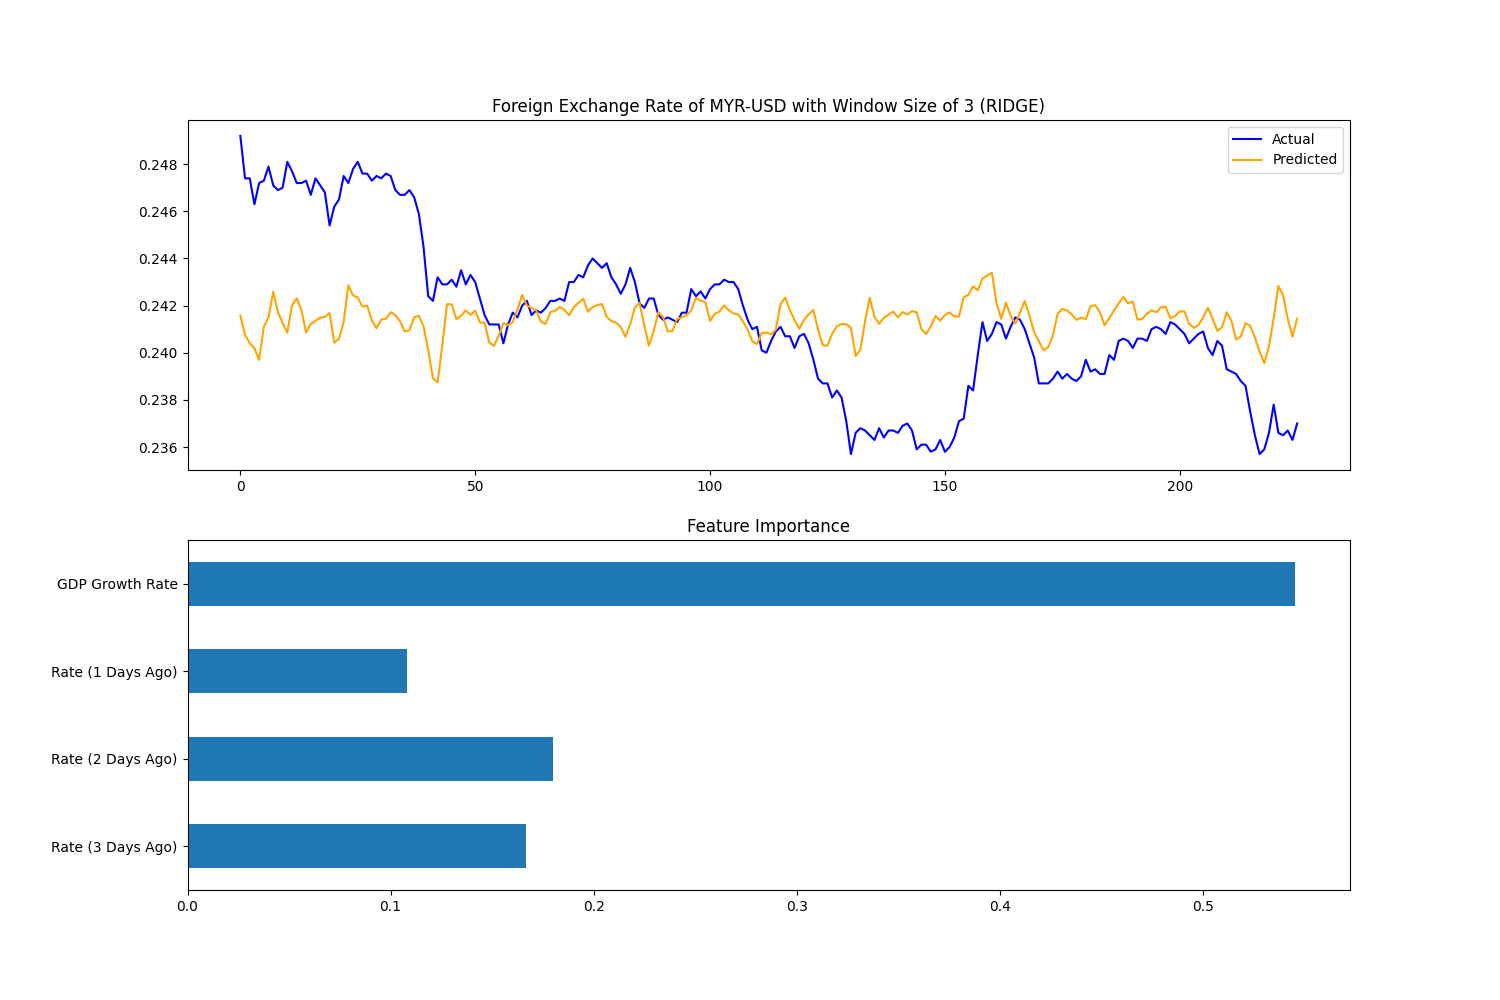 Foreign Exchange Rate of MYR-USD with Window Size of 3 (RIDGE)
Actual
Predicted
0.248
0.246
0.244
0.242
0.240
0.238
0.236
0 50 100 150 200
Feature Importance
GDP Growth Rate
Rate (1 Days Ago)
Rate (2 Days Ago)
Rate (3 Days Ago)
0.0 0.1 0.2 0.3 0.4 0.5